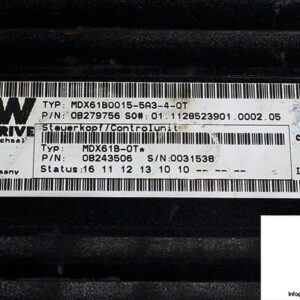 W TYP: MDX61B0015-5A3-4-0T
RIVE P/N: 08279756 S0#: 01.1128523901.0002.05
Steuerkopf/Controlunit
Typ: MDX61B-0T*
P/N: 08243506 S/N:0031538
Status: 16 11 12 13 10 10 -- -- --
many